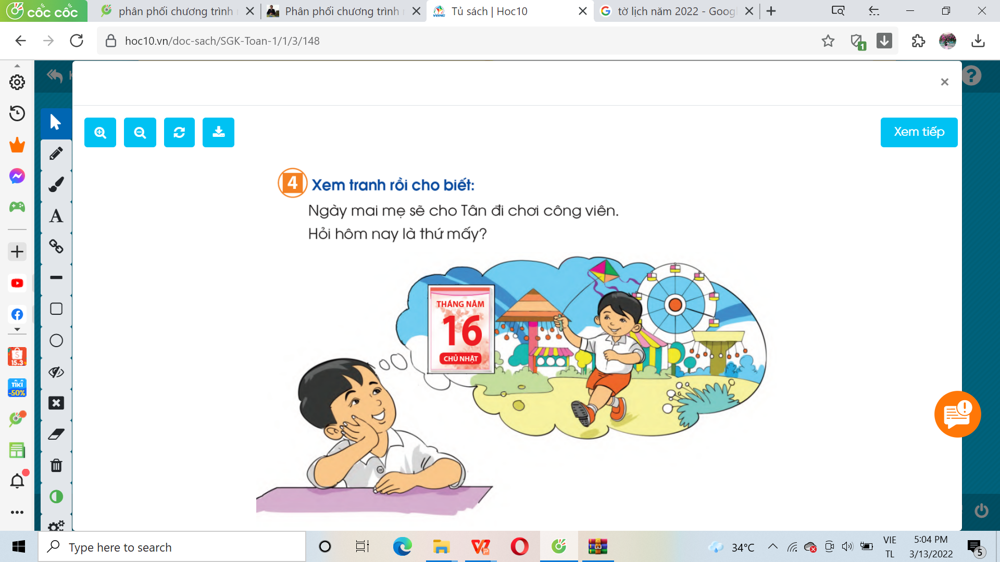 cốc cốc
phân phối chương trình
Phân phối chương trình
Tủ sách | Hoc10
tờ lịch năm 2022 - Goog
hoc10.vn/doc-sach/SGK-Toan-1/1/3/148
1
×
?
Xem tiếp
4 Xem tranh rồi cho biết:
Ngày mai mẹ sẽ cho Tân đi chơi công viên.
Hỏi hôm nay là thứ mấy?
THÁNG NĂM
16
CHỦ NHẬT
A
S
15.3
TIKI
-50%
Type here to search
34°C
VIE
TL
5:04 PM
3/13/2022
5